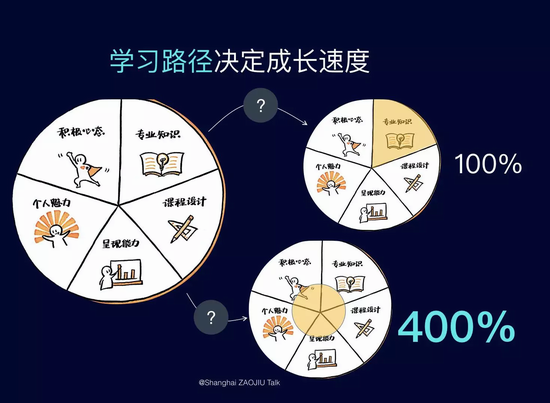 学习路径决定成长速度
积极心态
专业知识
个人魅力
课程设计
呈现能力
?
积极心态
专业知识
个人魅力
课程设计
呈现能力
100%
?
积极心态
专业知识
个人魅力
课程设计
呈现能力
400%
@Shanghai ZAOJIU Talk